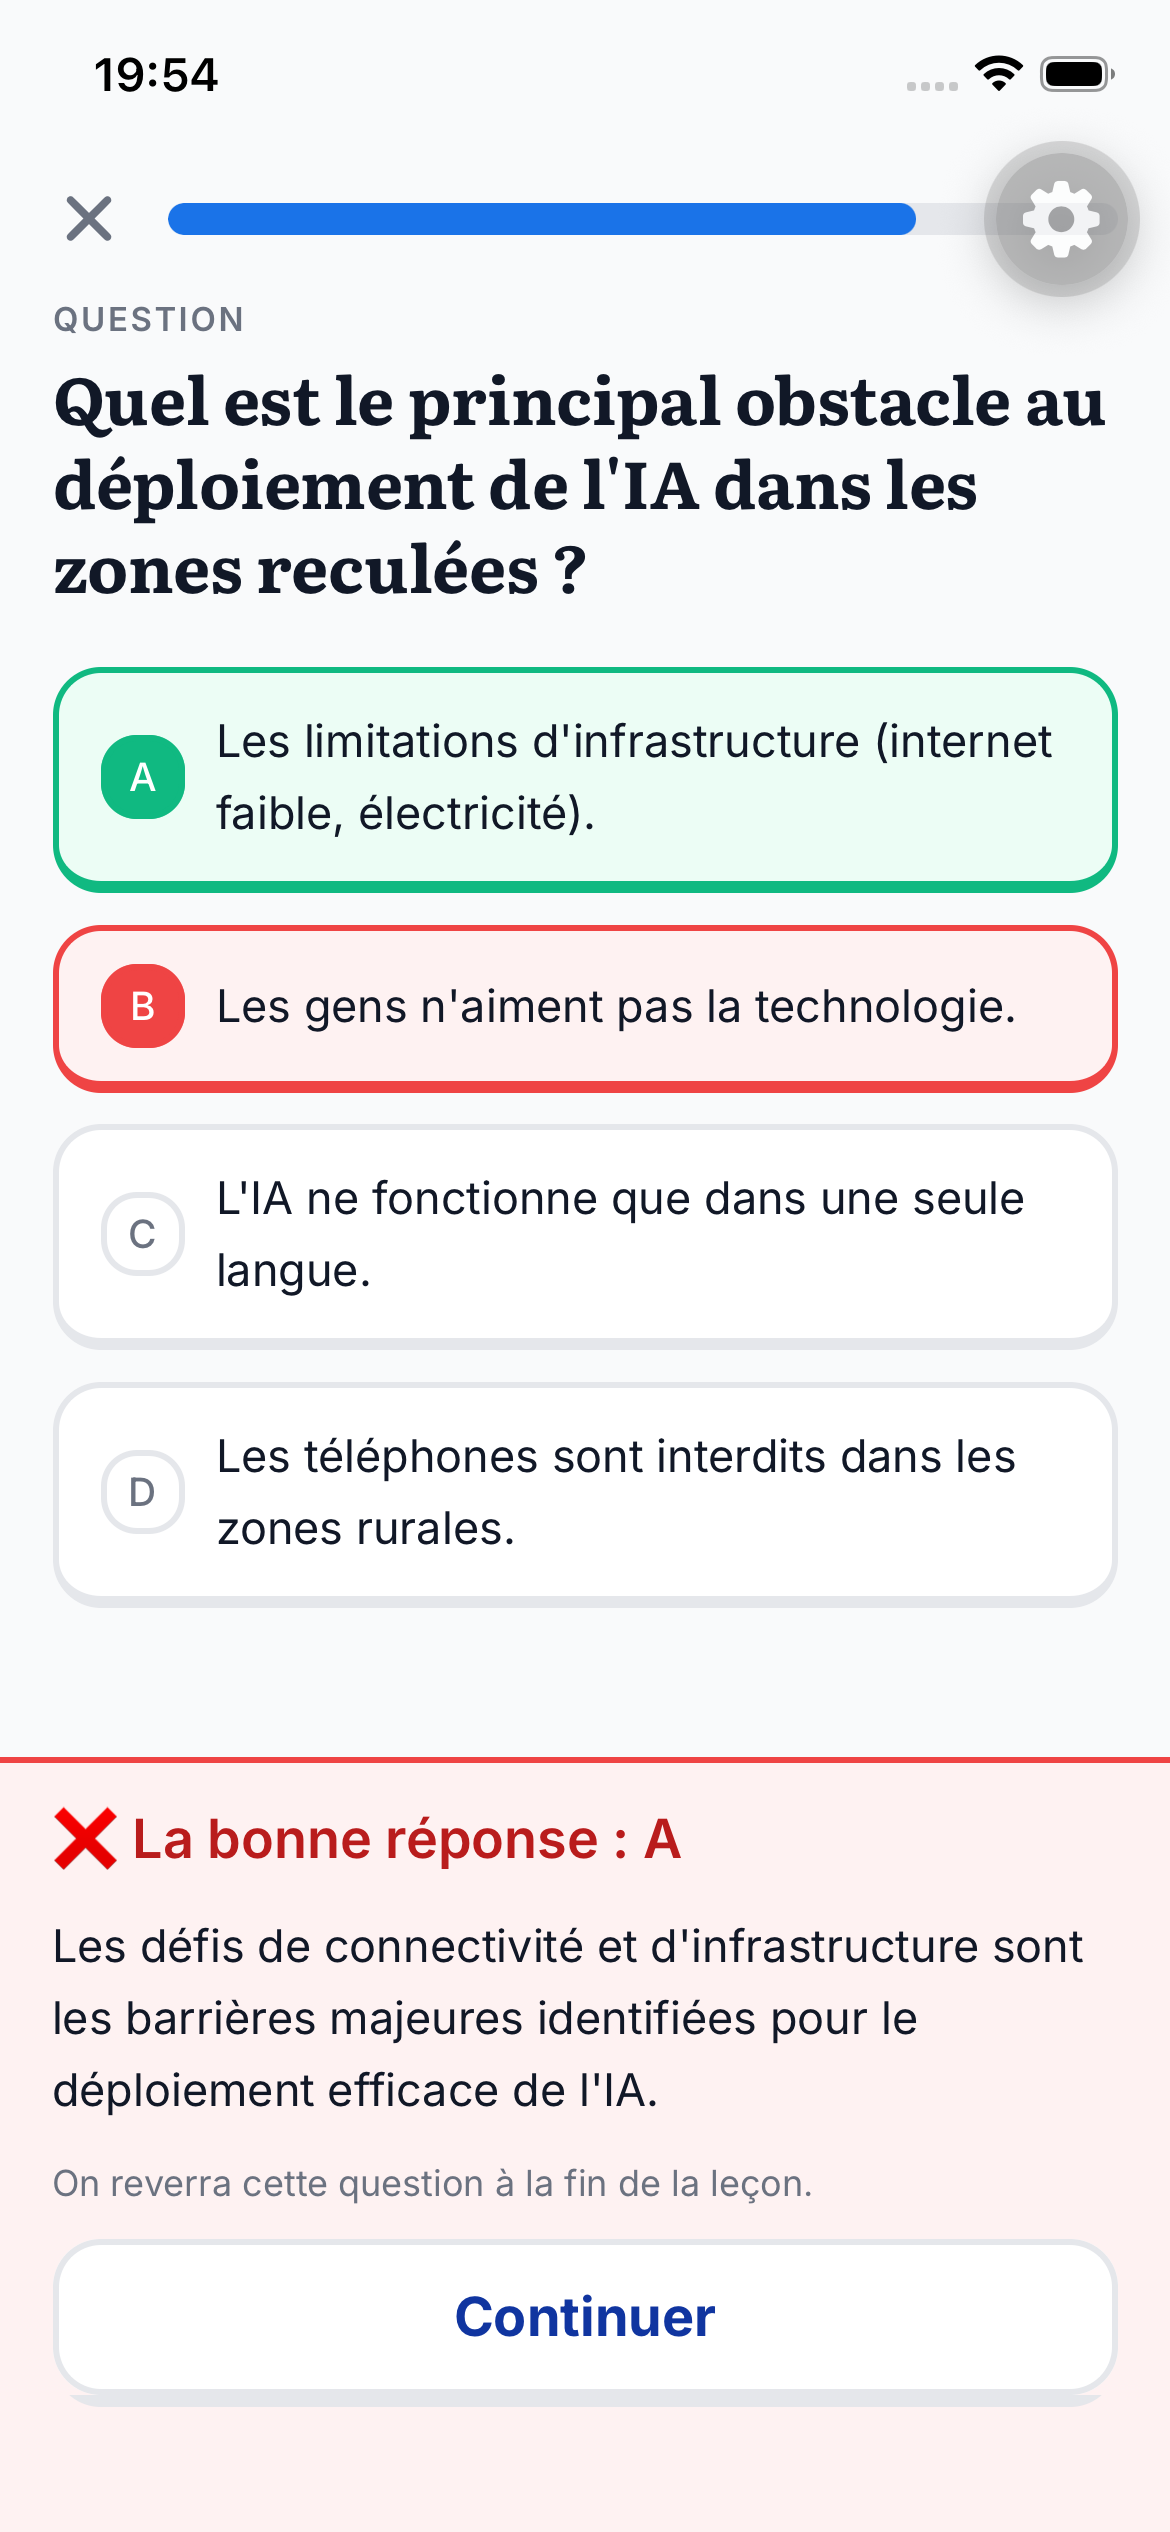 19:54
QUESTION
Quel est le principal obstacle au
déploiement de l'IA dans les
zones reculées ?
A
Les limitations d'infrastructure (internet
faible, électricité).
B
Les gens n'aiment pas la technologie.
C
L'IA ne fonctionne que dans une seule
langue.
D
Les téléphones sont interdits dans les
zones rurales.
❌ La bonne réponse : A
Les défis de connectivité et d'infrastructure sont
les barrières majeures identifiées pour le
déploiement efficace de l'IA.
On reverra cette question à la fin de la leçon.
Continuer